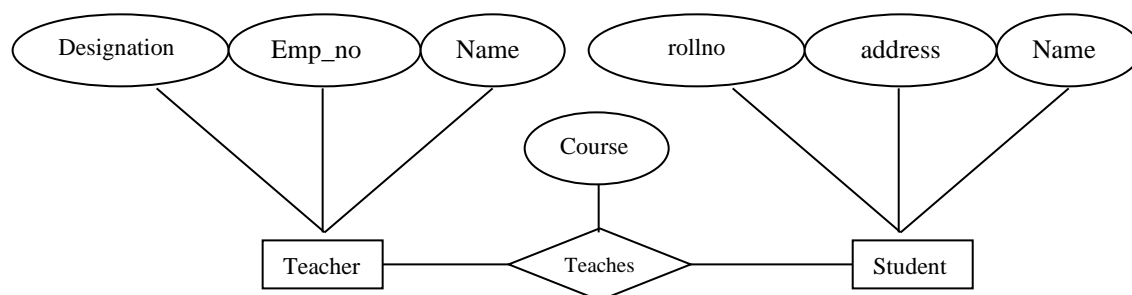 Designation
Emp_no
Name
rollno
address
Name
Course
Teacher
Teaches
Student